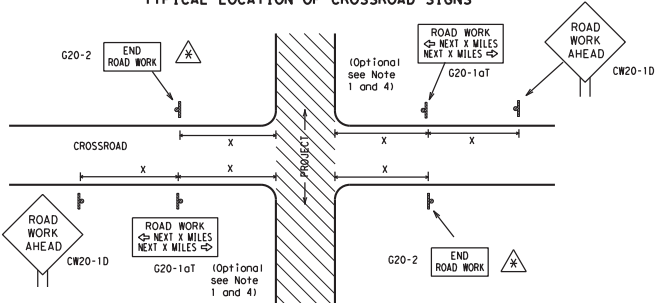 TYPICAL LOCATION OF CROSSROAD SIGNS
G20-2
END
ROAD WORK
(Optional
see Note
1 and 4)
ROAD WORK
⇦ NEXT X MILES
NEXT X MILES ⇨
G20-1aT
ROAD
WORK
AHEAD
CW20-1D
X
X
X
CROSSROAD
PROJECT
X
X
X
ROAD
WORK
AHEAD
CW20-1D
ROAD WORK
⇦ NEXT X MILES
NEXT X MILES ⇨
G20-1aT
(Optional
see Note
1 and 4)
G20-2
END
ROAD WORK